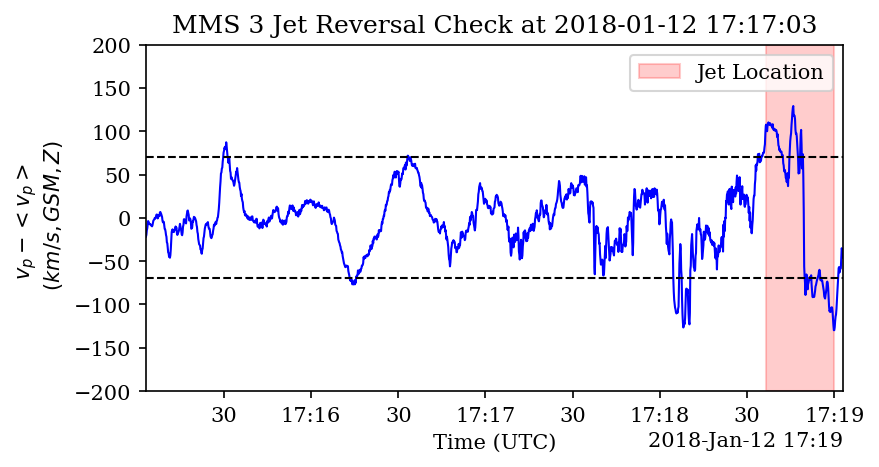 MMS 3 Jet Reversal Check at 2018-01-12 17:17:03
Jet Location
200
150
100
50
0
−50
−100
−150
−200
v_p − < v_p >
(km/s, GSM, Z)
30 17:16 30 17:17 30 17:18 30 17:19
Time (UTC)
2018-Jan-12 17:19